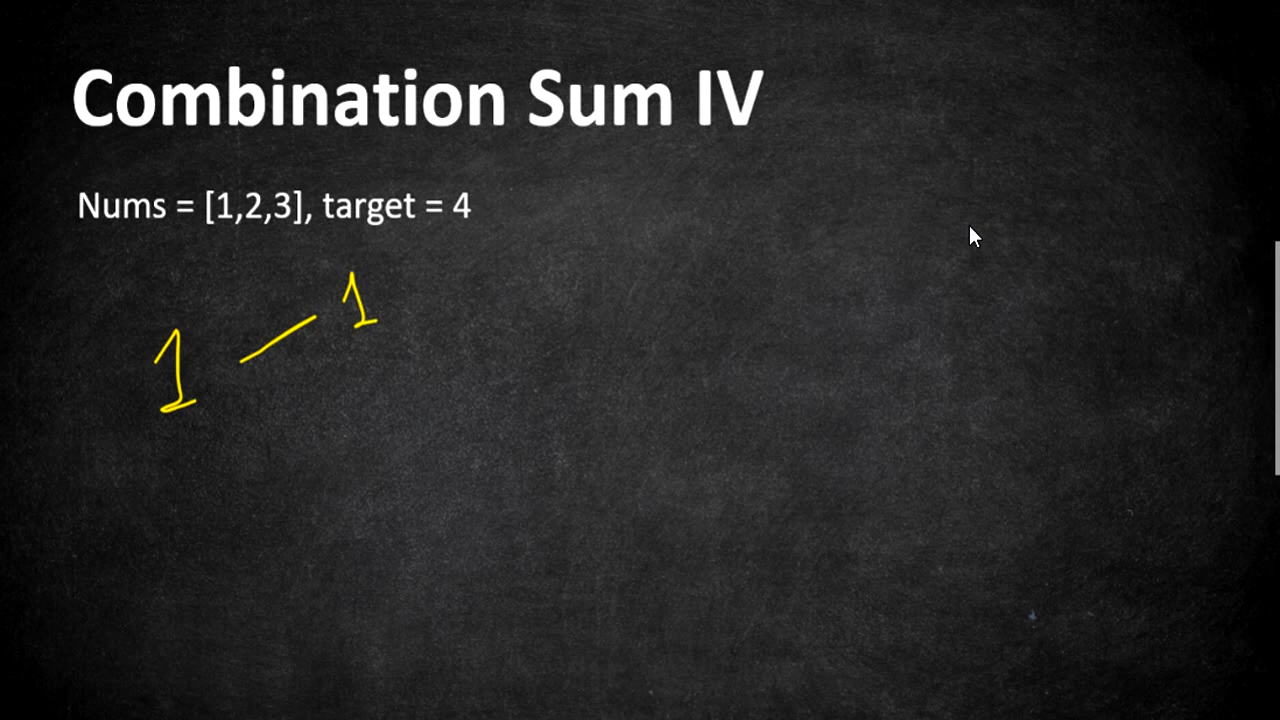 Combination Sum IV
Nums = [1,2,3], target = 4
1 — 1